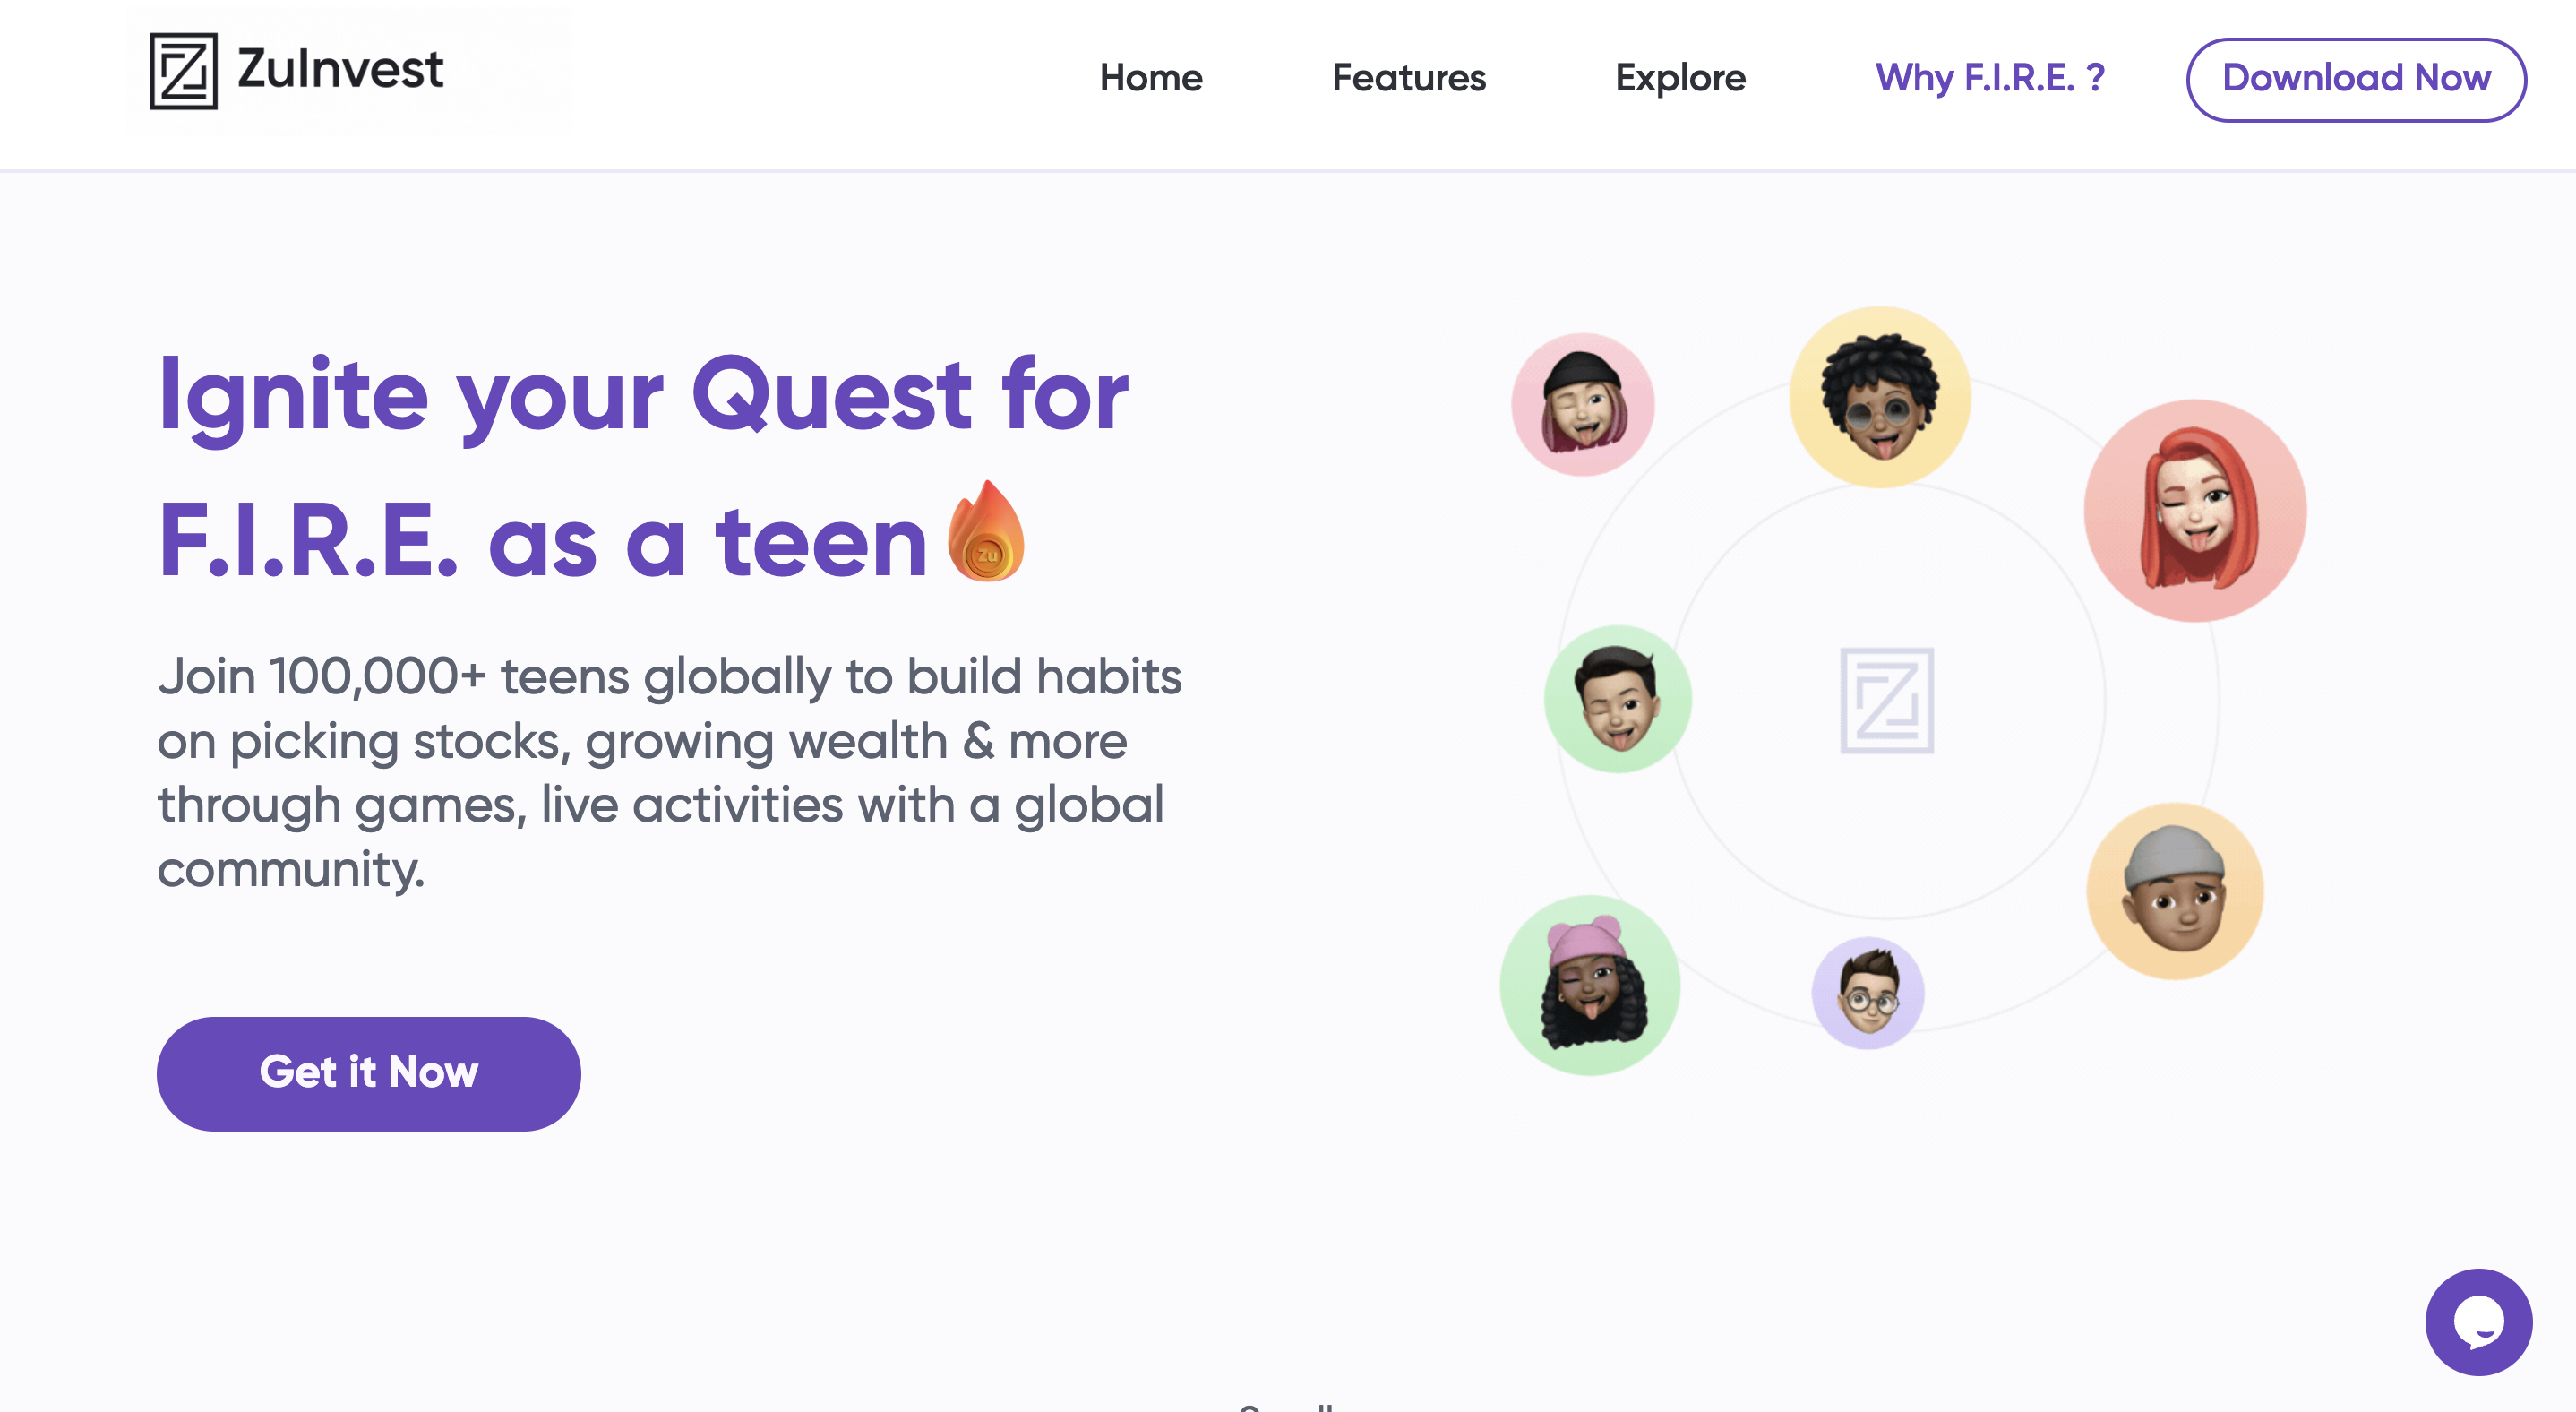 ZuInvest
Home
Features
Explore
Why F.I.R.E. ?
Download Now
Ignite your Quest for
F.I.R.E. as a teen
Zu
Join 100,000+ teens globally to build habits
on picking stocks, growing wealth & more
through games, live activities with a global
community.
Get it Now